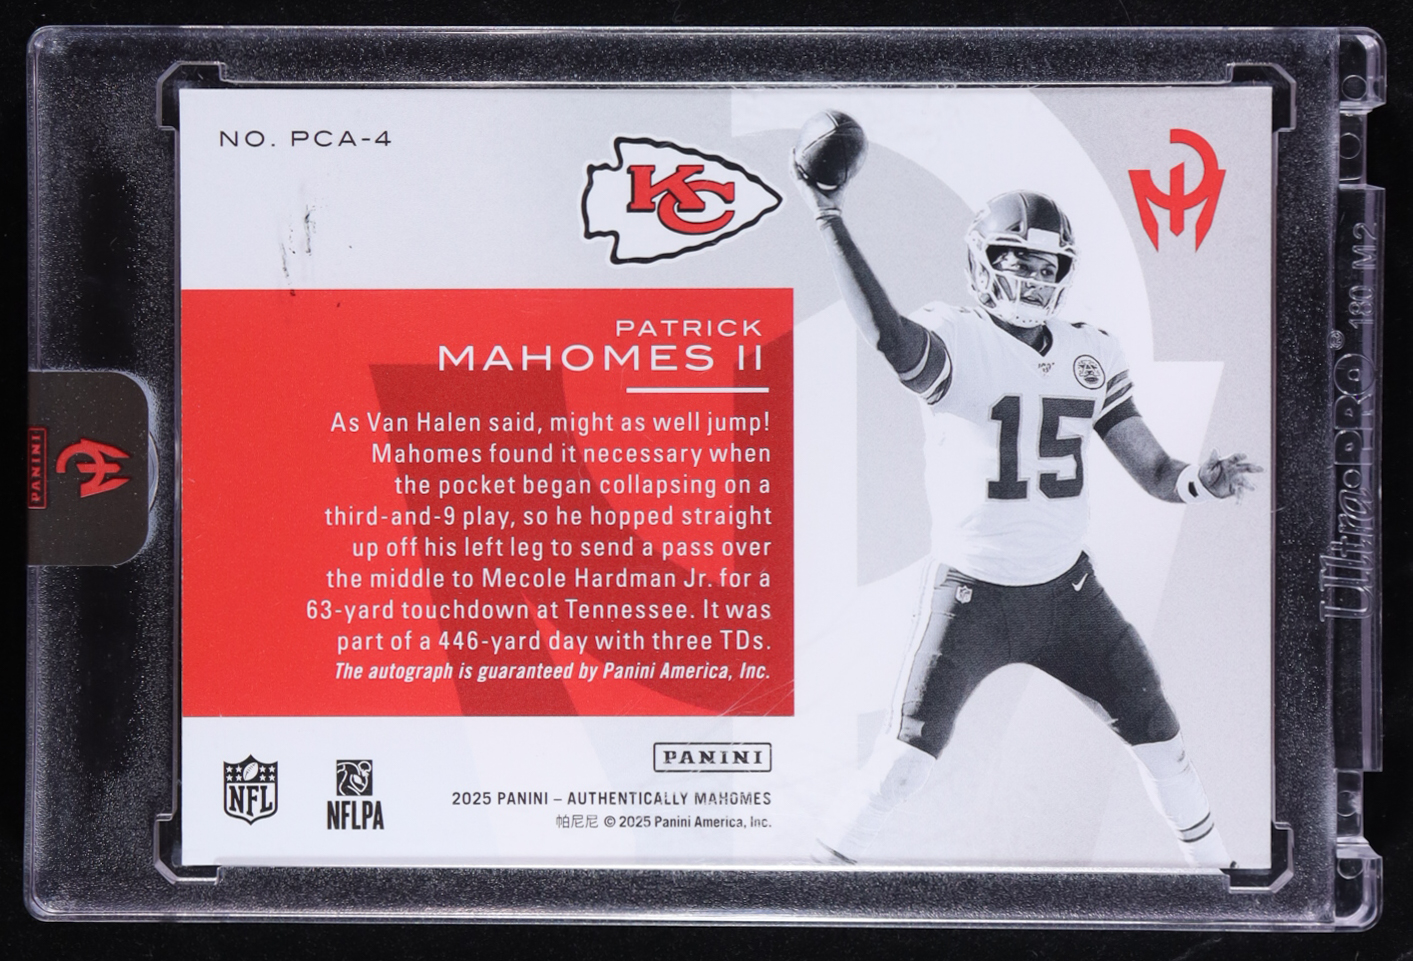 NO. PCA-4
KC
PATRICK
MAHOMES II
As Van Halen said, might as well jump!
Mahomes found it necessary when
the pocket began collapsing on a
third-and-9 play, so he hopped straight
up off his left leg to send a pass over
the middle to Mecole Hardman Jr. for a
63-yard touchdown at Tennessee. It was
part of a 446-yard day with three TDs.
The autograph is guaranteed by Panini America, Inc.
PANINI
2025 PANINI – AUTHENTICALLY MAHOMES
帕尼尼 © 2025 Panini America, Inc.
NFL
NFLPA
15
PANINI
UltraPRO® 180 M2